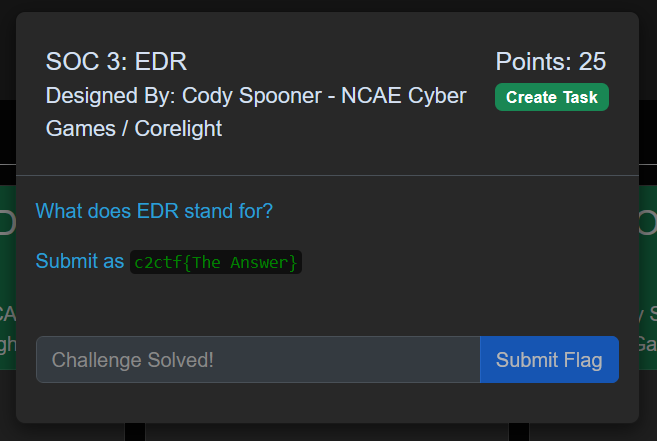 SOC 3: EDR
Points: 25
Designed By: Cody Spooner - NCAE Cyber
Games / Corelight
Create Task
What does EDR stand for?
Submit as c2ctf{The Answer}
Challenge Solved!
Submit Flag